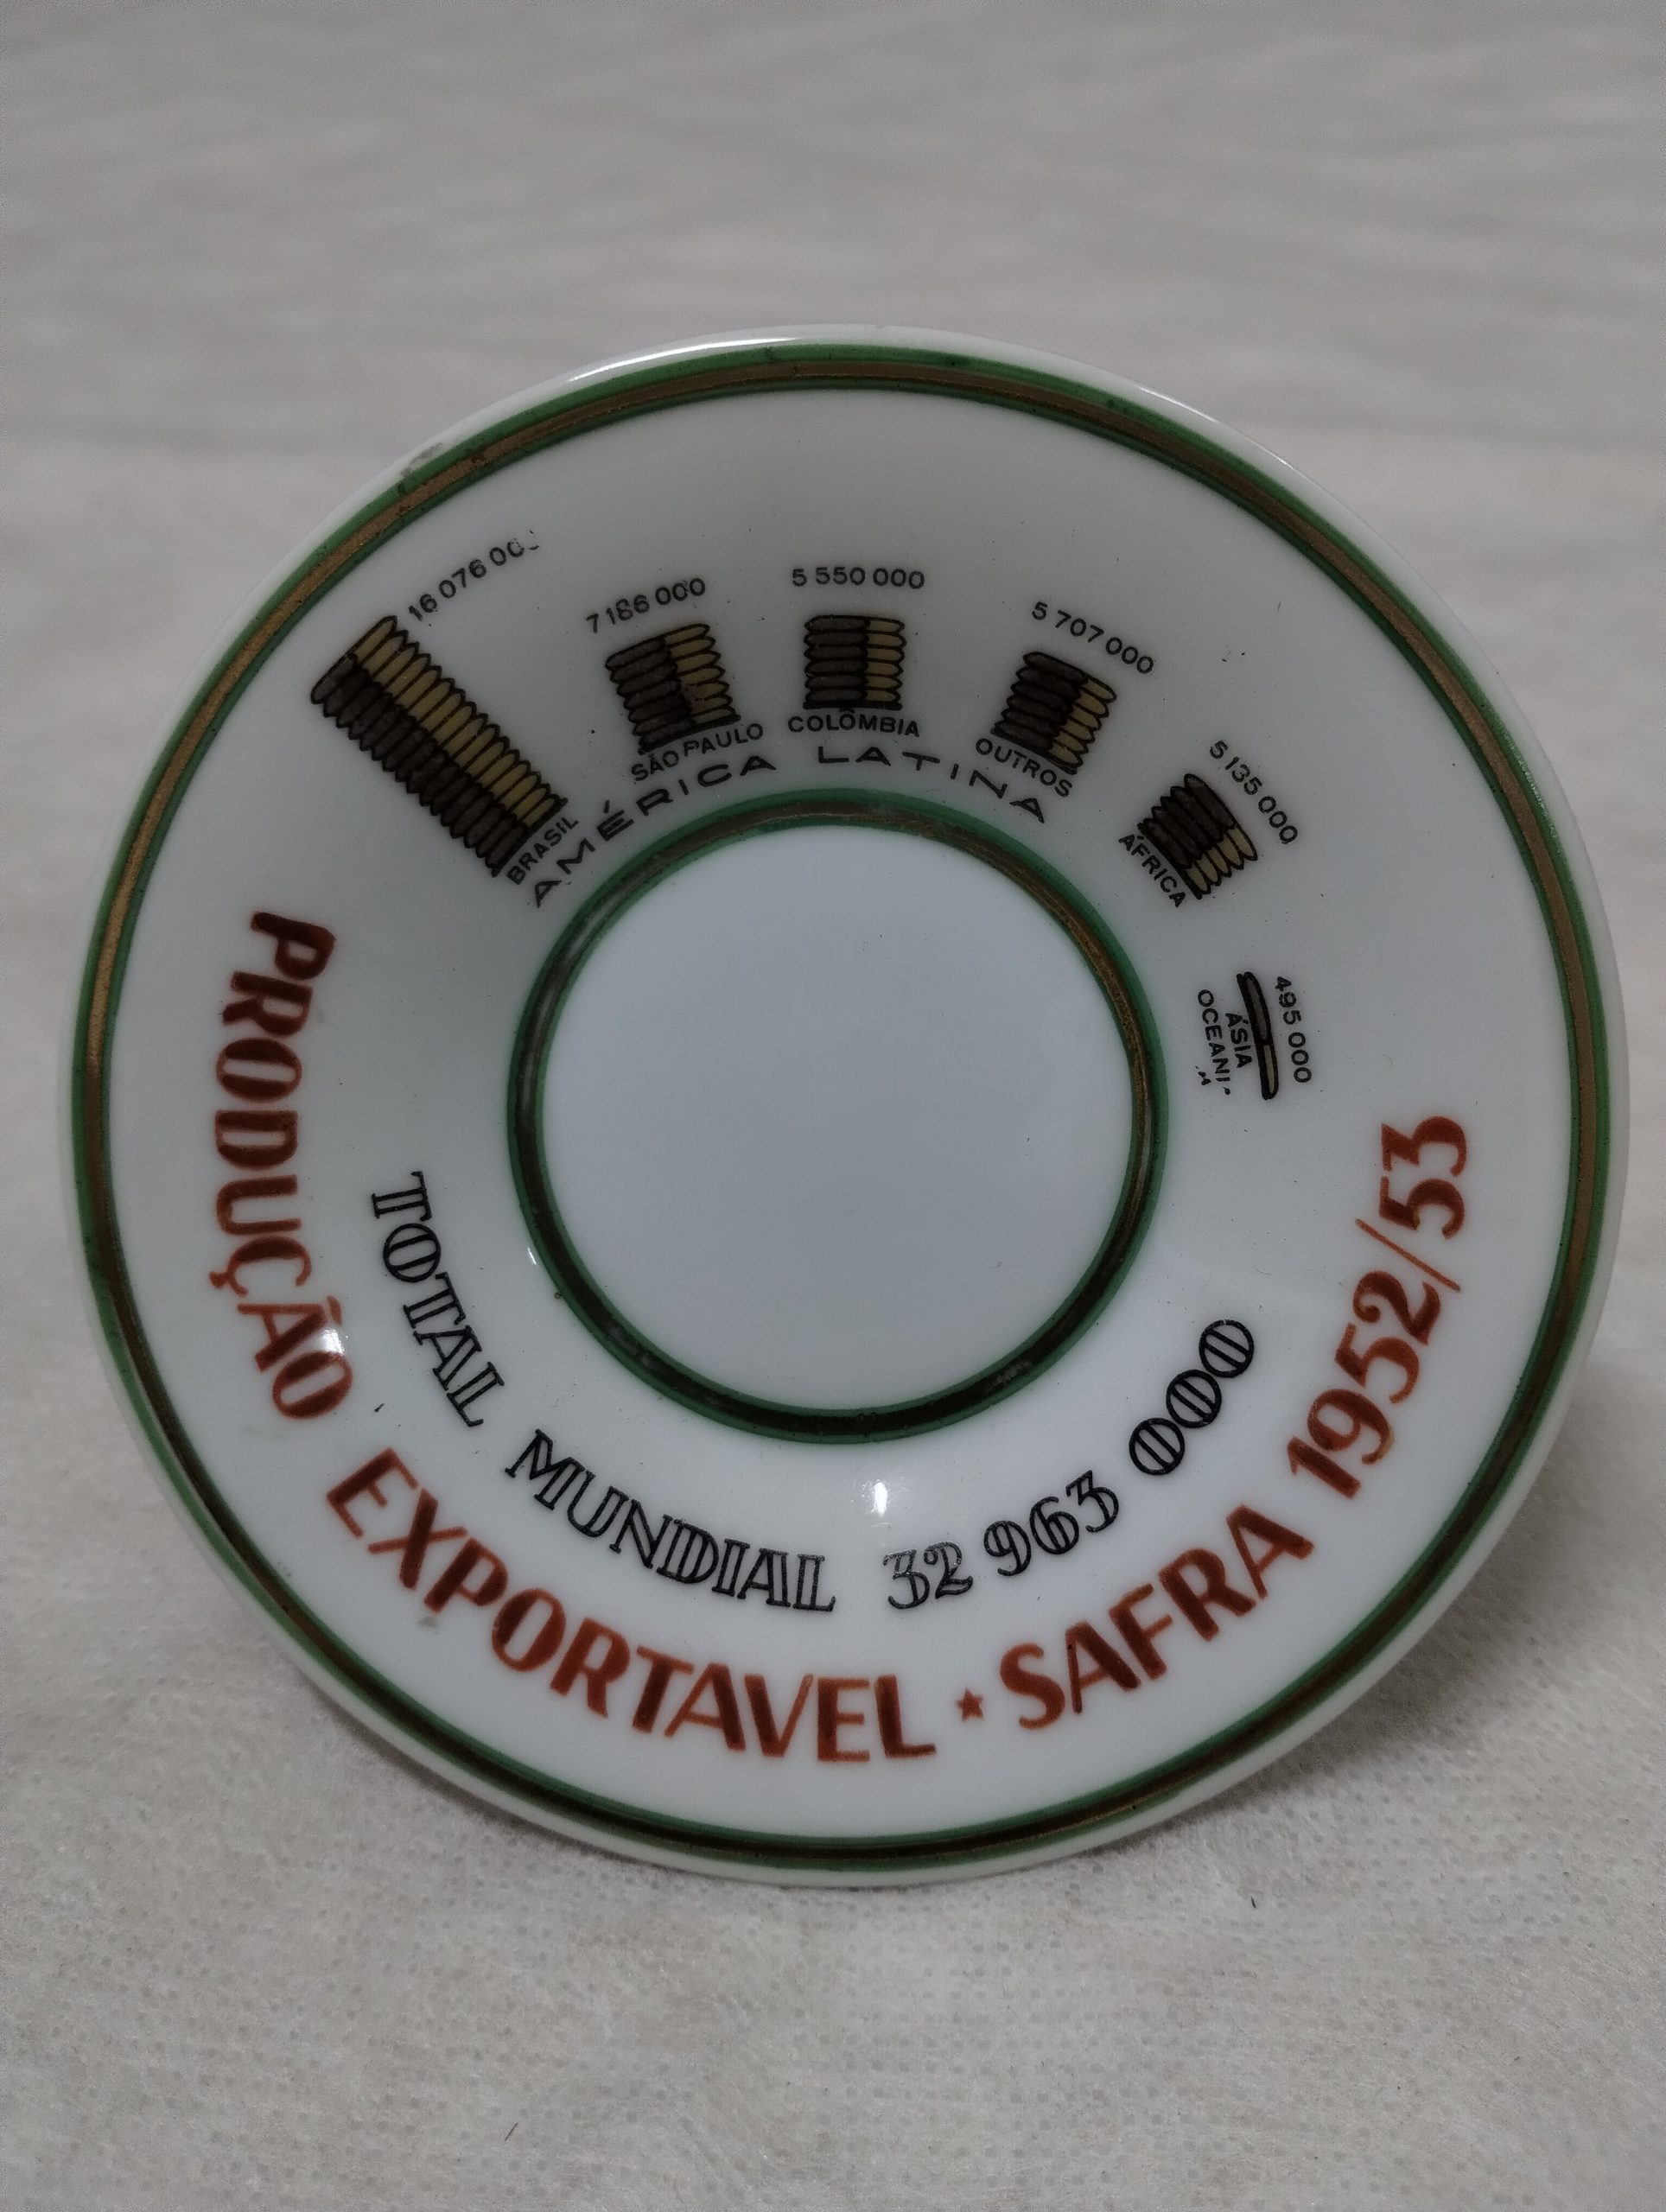 16 076 00
BRASIL
7 186 000
SÃO PAULO
5 550 000
COLÔMBIA
5 707 000
OUTROS
AMÉRICA LATINA
5 135 000
ÁFRICA
495 000
ÁSIA
OCEANI
A
TOTAL MUNDIAL 32 963 000
PRODUÇÃO EXPORTAVEL ★ SAFRA 1952/53